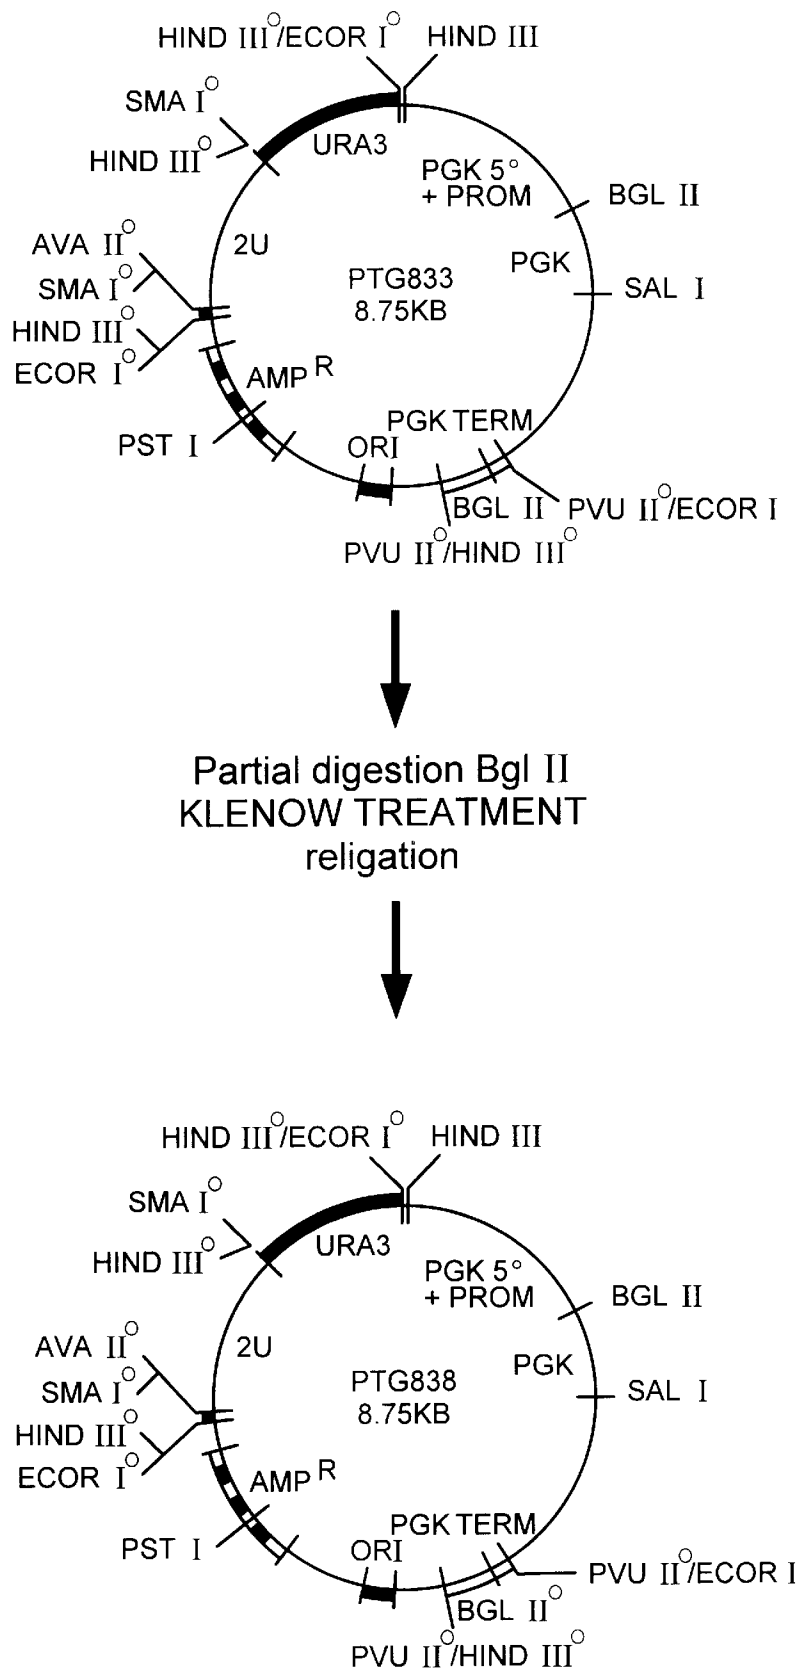 HIND III°/ECOR I° HIND III
SMA I°
HIND III°
URA3
PGK 5°
+ PROM
BGL II
AVA II°
2U
PTG833
8.75KB
PGK
SAL I
SMA I°
HIND III°
ECOR I°
AMP R
PST I
ORI
PGK TERM
BGL II
PVU II°/ECOR I
PVU II°/HIND III°
Partial digestion Bgl II
KLENOW TREATMENT
religation
HIND III°/ECOR I° HIND III
SMA I°
HIND III°
URA3
PGK 5°
+ PROM
BGL II
AVA II°
2U
PTG838
8.75KB
PGK
SAL I
SMA I°
HIND III°
ECOR I°
AMP R
PST I
ORI
PGK TERM
BGL II°
PVU II°/ECOR I
PVU II°/HIND III°